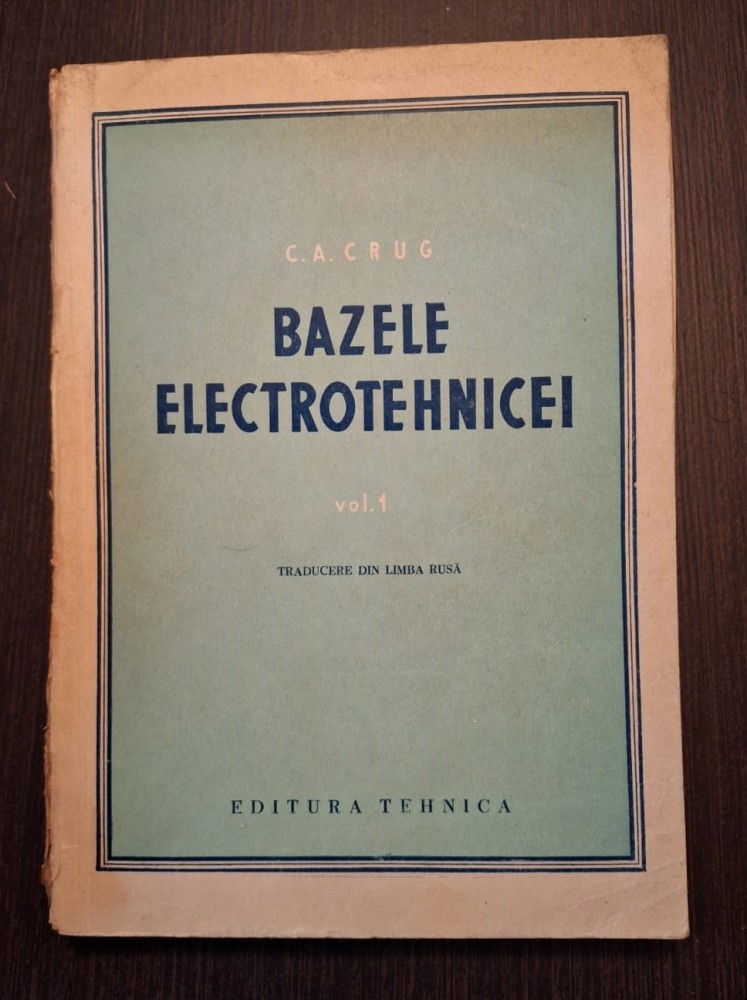 C. A. CRUG
BAZELE
ELECTROTEHNICEI
vol. 1
TRADUCERE DIN LIMBA RUSĂ
EDITURA TEHNICA